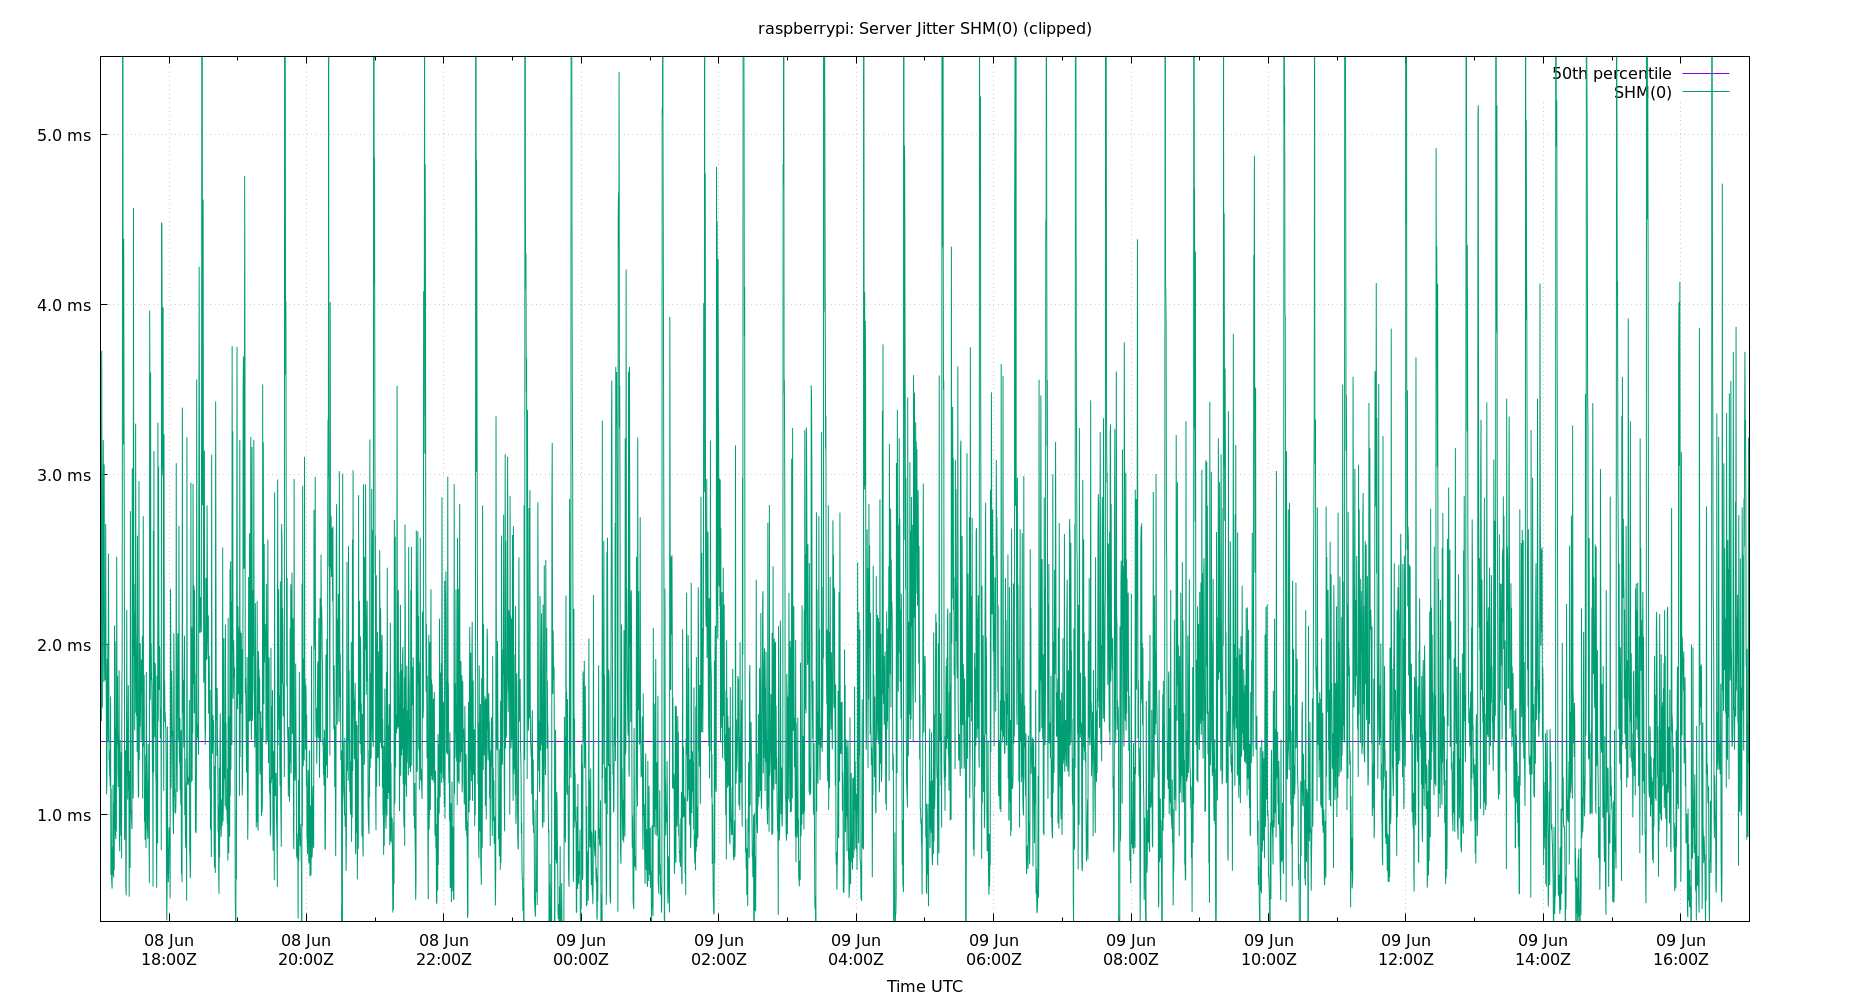 raspberrypi: Server Jitter SHM(0) (clipped)
50th percentile
SHM(0)
5.0 ms
4.0 ms
3.0 ms
2.0 ms
1.0 ms
08 Jun 08 Jun 08 Jun 09 Jun 09 Jun 09 Jun 09 Jun 09 Jun 09 Jun 09 Jun 09 Jun 09 Jun
18:00Z 20:00Z 22:00Z 00:00Z 02:00Z 04:00Z 06:00Z 08:00Z 10:00Z 12:00Z 14:00Z 16:00Z
Time UTC